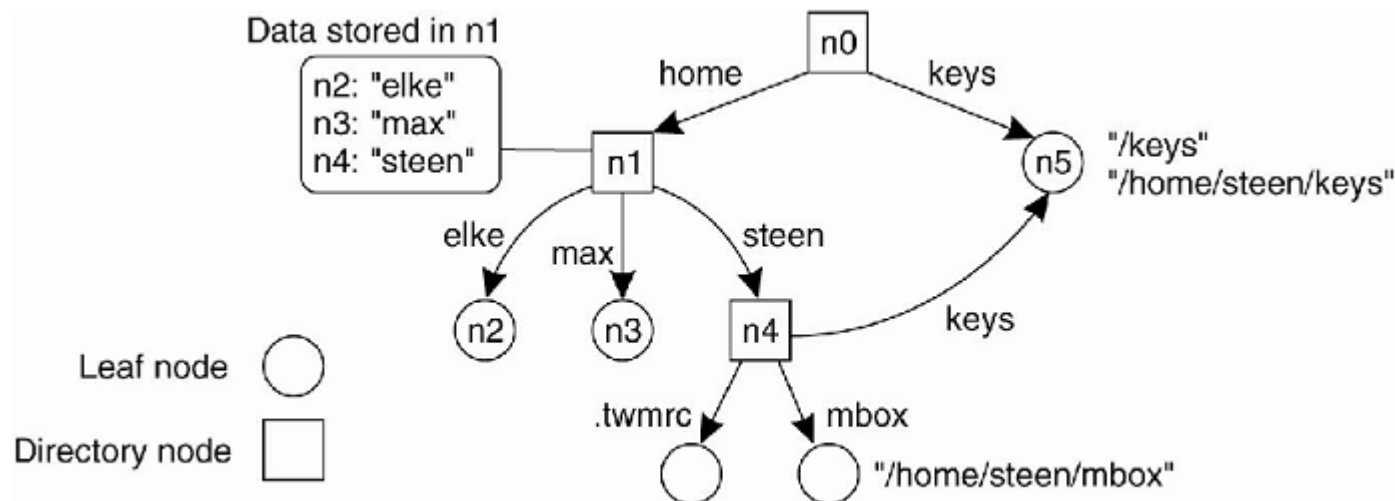 Data stored in n1
n0
home
keys
n2: "elke"
n3: "max"
n4: "steen"
n1
n5
"/keys"
"/home/steen/keys"
elke
max
steen
n2
n3
n4
keys
Leaf node
.twmrc
mbox
Directory node
"/home/steen/mbox"